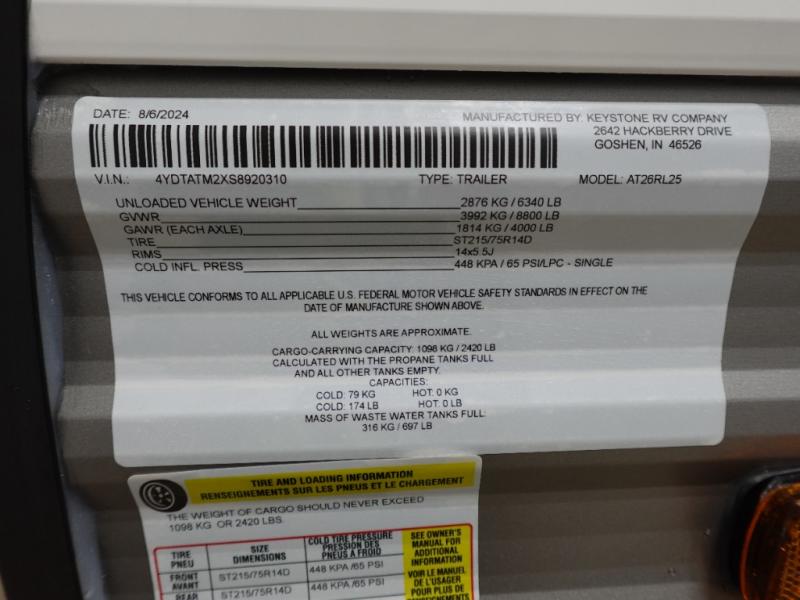 DATE: 8/6/2024 MANUFACTURED BY: KEYSTONE RV COMPANY
2642 HACKBERRY DRIVE
GOSHEN, IN 46526
V.I.N.: 4YDTATM2XS8920310 TYPE: TRAILER MODEL: AT26RL25
UNLOADED VEHICLE WEIGHT 2876 KG / 6340 LB
GVWR 3992 KG / 8800 LB
GAWR (EACH AXLE) 1814 KG / 4000 LB
TIRE ST215/75R14D
RIMS 14x5.5J
COLD INFL. PRESS 448 KPA / 65 PSI/LPC - SINGLE
THIS VEHICLE CONFORMS TO ALL APPLICABLE U.S. FEDERAL MOTOR VEHICLE SAFETY STANDARDS IN EFFECT ON THE
DATE OF MANUFACTURE SHOWN ABOVE.
ALL WEIGHTS ARE APPROXIMATE.
CARGO-CARRYING CAPACITY: 1098 KG / 2420 LB
CALCULATED WITH THE PROPANE TANKS FULL
AND ALL OTHER TANKS EMPTY.
CAPACITIES:
COLD: 79 KG HOT: 0 KG
COLD: 174 LB HOT: 0 LB
MASS OF WASTE WATER TANKS FULL:
316 KG / 697 LB
TIRE AND LOADING INFORMATION
RENSEIGNEMENTS SUR LES PNEUS ET LE CHARGEMENT
THE WEIGHT OF CARGO SHOULD NEVER EXCEED
1098 KG OR 2420 LBS.
TIRE
PNEU
SIZE
DIMENSIONS
COLD TIRE PRESSURE
PRESSION DES
PNEUS A FROID
FRONT
AVANT
ST215/75R14D
448 KPA /65 PSI
REAR
ST215/75R14D
448 KPA /65 PSI
SEE OWNER'S
MANUAL FOR
ADDITIONAL
INFORMATION
VOIR LE MANUEL
DE L'USAGER
POUR PLUS DE